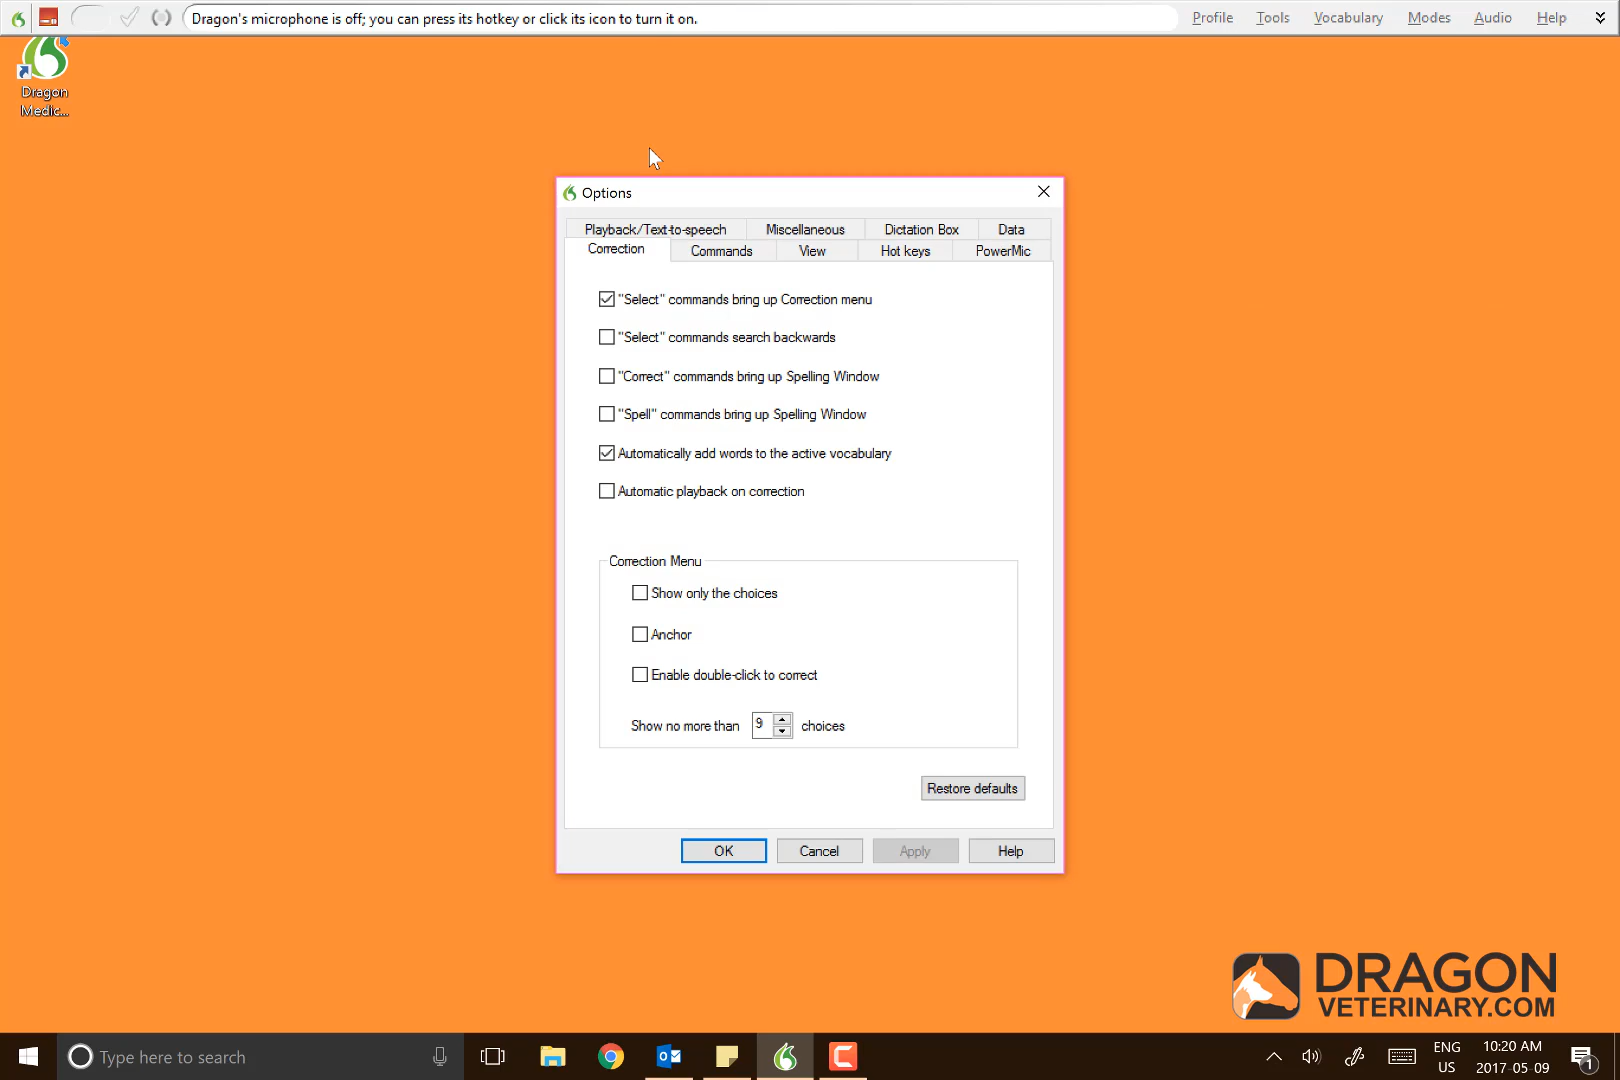 Dragon's microphone is off; you can press its hotkey or click its icon to turn it on.
Profile Tools Vocabulary Modes Audio Help
Dragon
Medic...
Options
Playback/Text-to-speech Miscellaneous Dictation Box Data
Correction Commands View Hot keys PowerMic
"Select" commands bring up Correction menu
"Select" commands search backwards
"Correct" commands bring up Spelling Window
"Spell" commands bring up Spelling Window
Automatically add words to the active vocabulary
Automatic playback on correction
Correction Menu
Show only the choices
Anchor
Enable double-click to correct
Show no more than 9 choices
Restore defaults
OK Cancel Apply Help
DRAGON
VETERINARY.COM
Type here to search
ENG
US
10:20 AM
2017-05-09
1